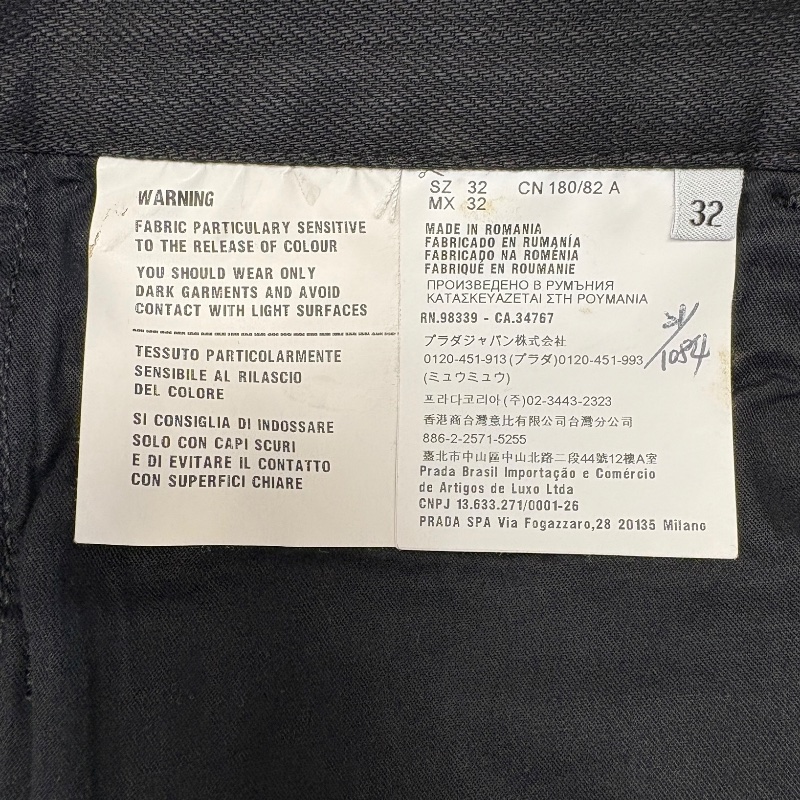 WARNING
FABRIC PARTICULARY SENSITIVE
TO THE RELEASE OF COLOUR
YOU SHOULD WEAR ONLY
DARK GARMENTS AND AVOID
CONTACT WITH LIGHT SURFACES
TESSUTO PARTICOLARMENTE
SENSIBILE AL RILASCIO
DEL COLORE
SI CONSIGLIA DI INDOSSARE
SOLO CON CAPI SCURI
E DI EVITARE IL CONTATTO
CON SUPERFICI CHIARE
SZ 32 CN 180/82 A
MX 32
32
MADE IN ROMANIA
FABRICADO EN RUMANÍA
FABRICADO NA ROMÉNIA
FABRIQUÉ EN ROUMANIE
ПРОИЗВЕДЕНО В РУМЪНИЯ
ΚΑΤΑΣΚΕΥΑΖΕΤΑΙ ΣΤΗ ΡΟΥΜΑΝΙΑ
RN.98339 - CA.34767
プラダジャパン株式会社
0120-451-913(プラダ)0120-451-993
(ミュウミュウ)
31/1084
프라다코리아(주)02-3443-2323
香港商台灣意比有限公司台灣分公司
886-2-2571-5255
臺北市中山區中山北路二段44號12樓A室
Prada Brasil Importação e Comércio
de Artigos de Luxo Ltda
CNPJ 13.633.271/0001-26
PRADA SPA Via Fogazzaro,28 20135 Milano